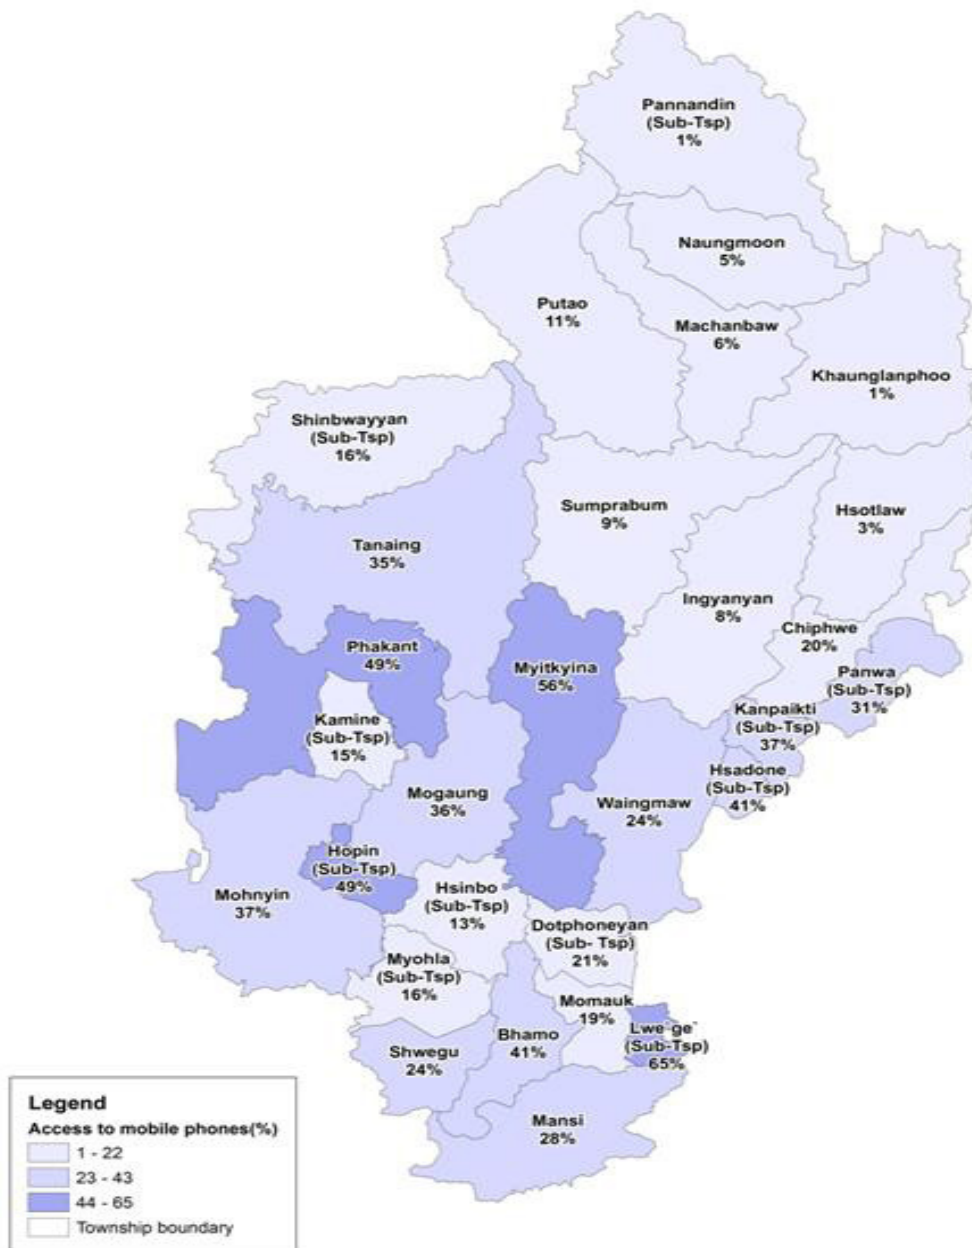 Pannandin
(Sub-Tsp)
1%
Naungmoon
5%
Putao
11%
Machanbaw
6%
Khaunglanphoo
1%
Shinbwayyan
(Sub-Tsp)
16%
Sumprabum
9%
Hsotlaw
3%
Tanaing
35%
Ingyanyan
8%
Chiphwe
20%
Phakant
49%
Myitkyina
56%
Panwa
(Sub-Tsp)
31%
Kamine
(Sub-Tsp)
15%
Kanpaikti
(Sub-Tsp)
37%
Hsadone
(Sub-Tsp)
41%
Mogaung
36%
Waingmaw
24%
Hopin
(Sub-Tsp)
49%
Mohnyin
37%
Hsinbo
(Sub-Tsp)
13%
Dotphoneyan
(Sub- Tsp)
21%
Myohla
(Sub-Tsp)
16%
Momauk
19%
Lwe`ge`
(Sub-Tsp)
65%
Bhamo
41%
Shwegu
24%
Mansi
28%
Legend
Access to mobile phones(%)
1 - 22
23 - 43
44 - 65
Township boundary